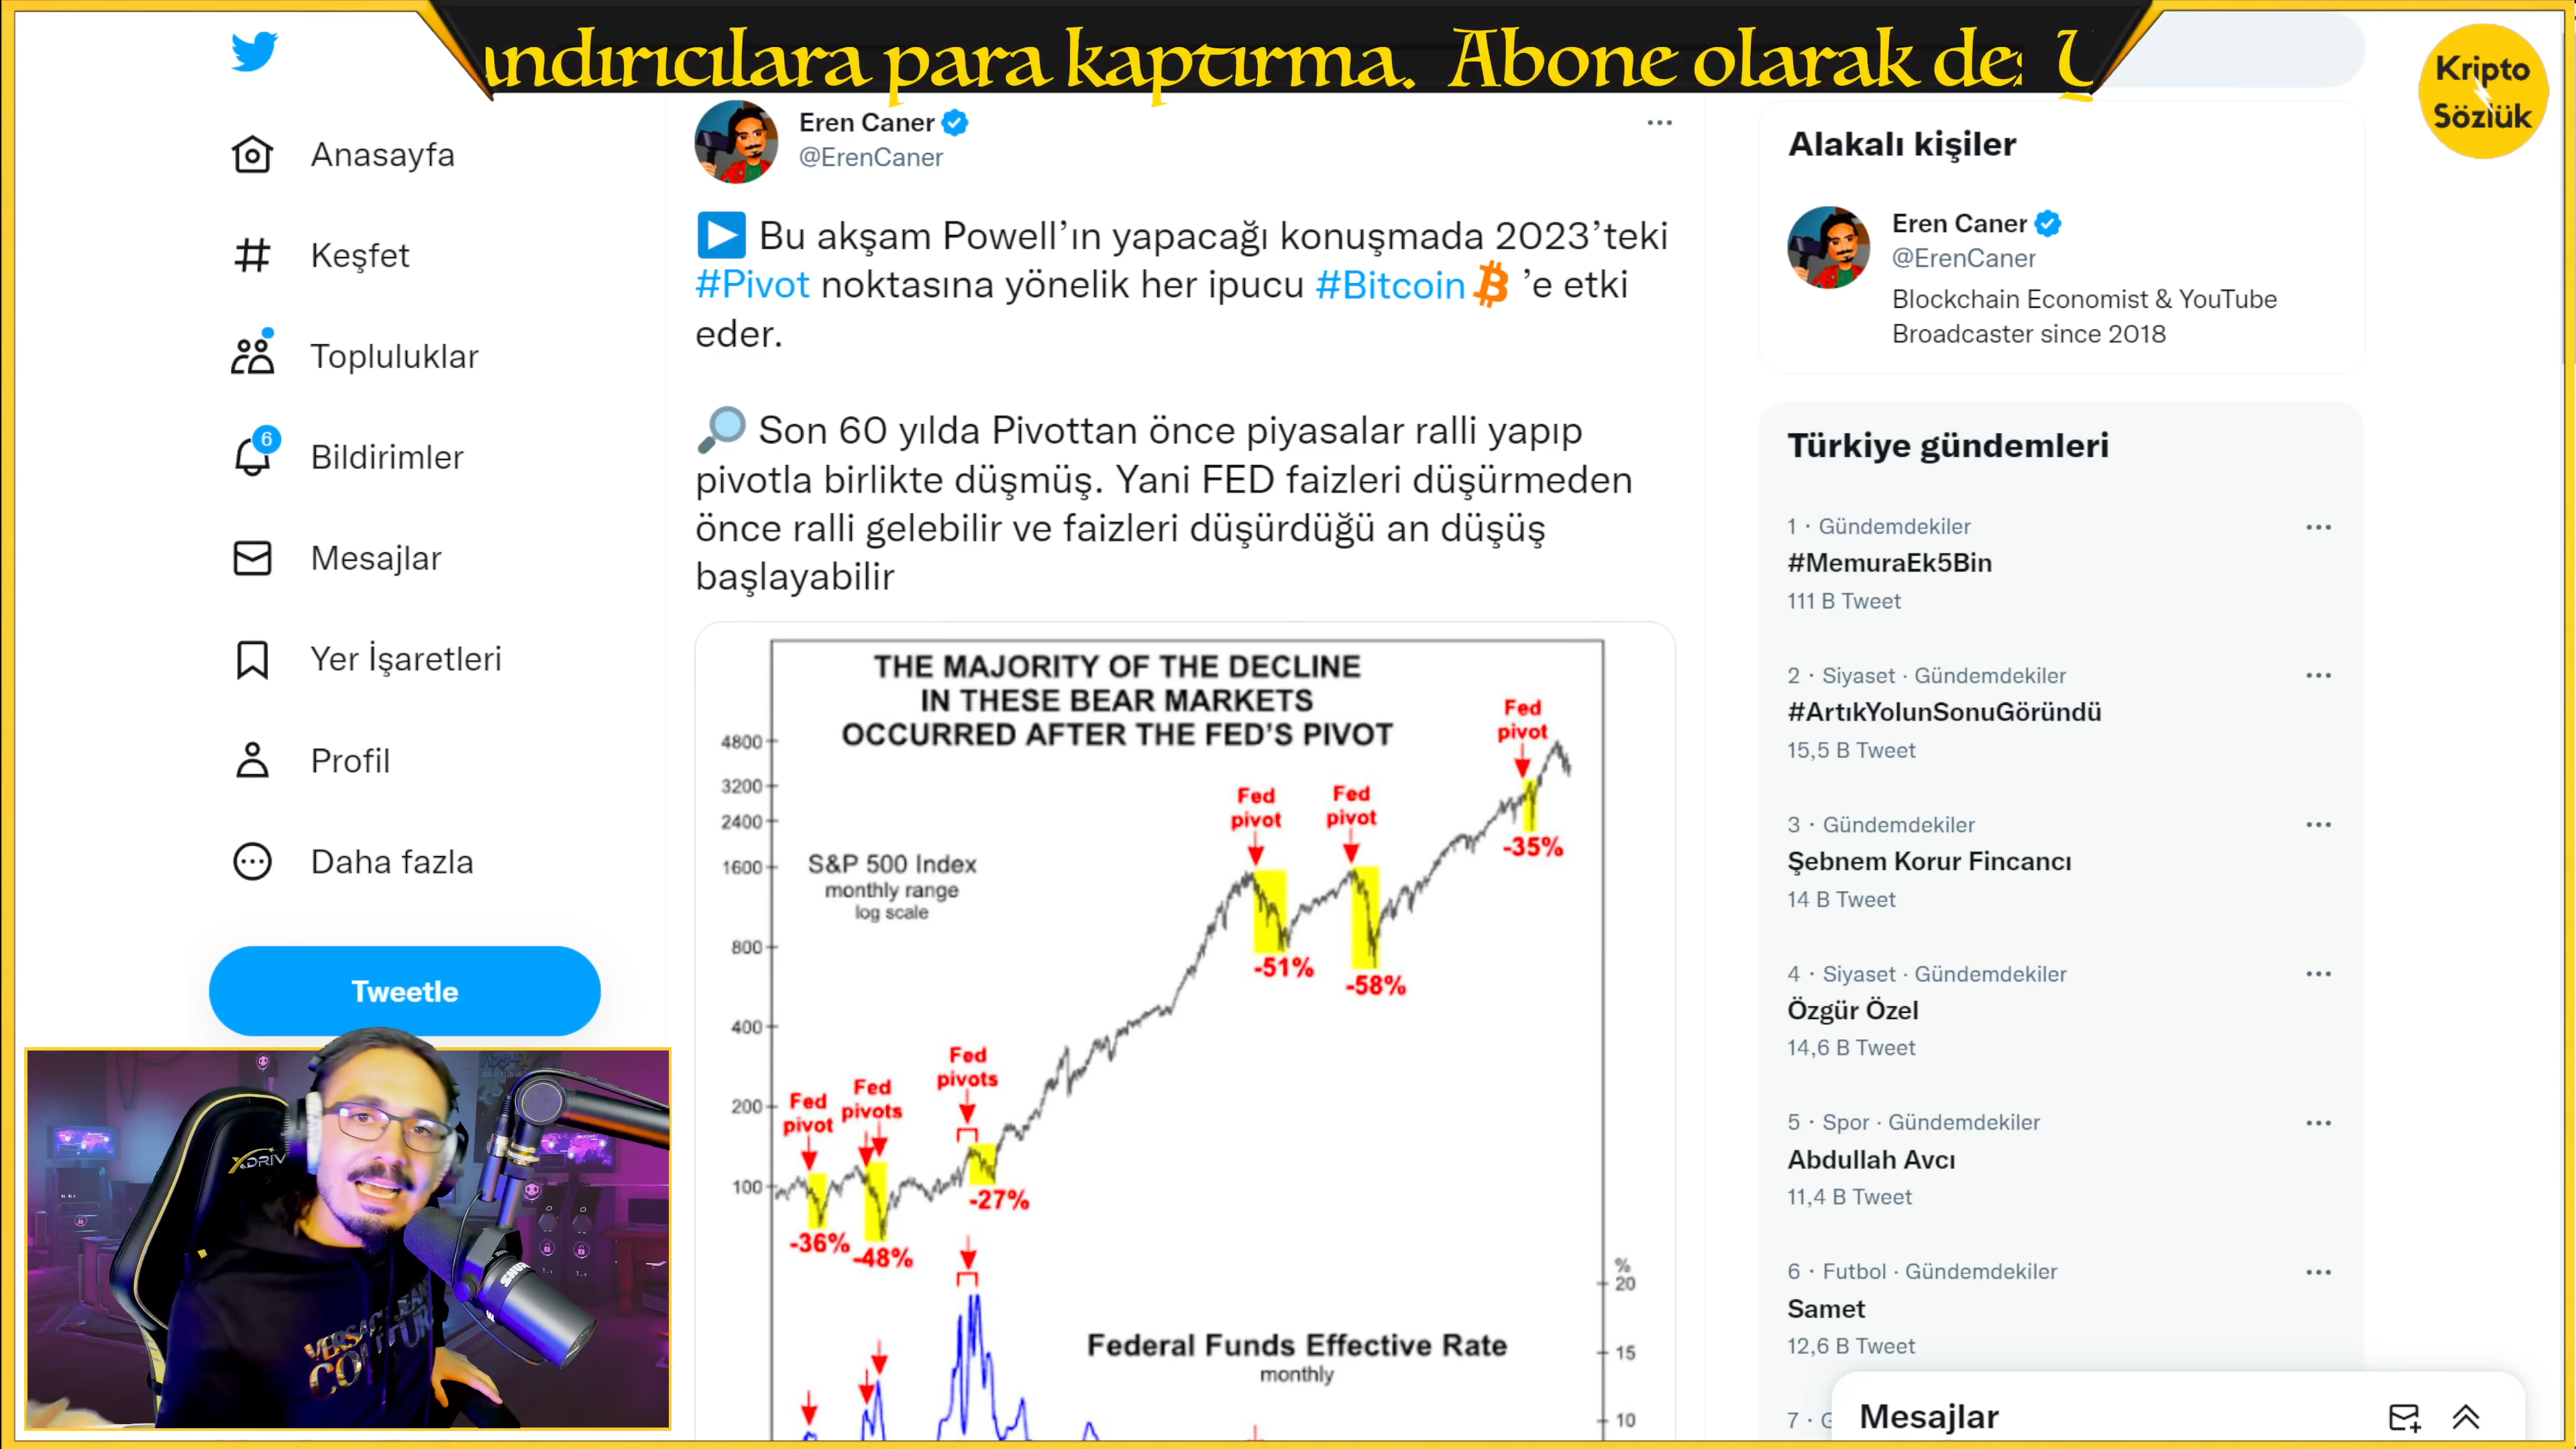 andırıcılara para kaptırma. Abone olarak des
Kripto
Sözlük
Anasayfa
Keşfet
Topluluklar
6
Bildirimler
Mesajlar
Yer İşaretleri
Profil
Daha fazla
Tweetle
Eren Caner
@ErenCaner
Bu akşam Powell’ın yapacağı konuşmada 2023’teki
#Pivot noktasına yönelik her ipucu #Bitcoin ’e etki
eder.
Son 60 yılda Pivottan önce piyasalar ralli yapıp
pivotla birlikte düşmüş. Yani FED faizleri düşürmeden
önce ralli gelebilir ve faizleri düşürdüğü an düşüş
başlayabilir
THE MAJORITY OF THE DECLINE
IN THESE BEAR MARKETS
OCCURRED AFTER THE FED'S PIVOT
S&P 500 Index
monthly range
log scale
4800
3200
2400
1600
800
400
200
100
Fed
pivot
-36%
Fed
pivots
-48%
Fed
pivots
-27%
Fed
pivot
-51%
Fed
pivot
-58%
Fed
pivot
-35%
%
20
15
10
Federal Funds Effective Rate
monthly
Alakalı kişiler
Eren Caner
@ErenCaner
Blockchain Economist & YouTube
Broadcaster since 2018
Türkiye gündemleri
1 · Gündemdekiler
#MemuraEk5Bin
111 B Tweet
2 · Siyaset · Gündemdekiler
#ArtıkYolunSonuGöründü
15,5 B Tweet
3 · Gündemdekiler
Şebnem Korur Fincancı
14 B Tweet
4 · Siyaset · Gündemdekiler
Özgür Özel
14,6 B Tweet
5 · Spor · Gündemdekiler
Abdullah Avcı
11,4 B Tweet
6 · Futbol · Gündemdekiler
Samet
12,6 B Tweet
7 · G
Mesajlar
XDRIV
SHURE